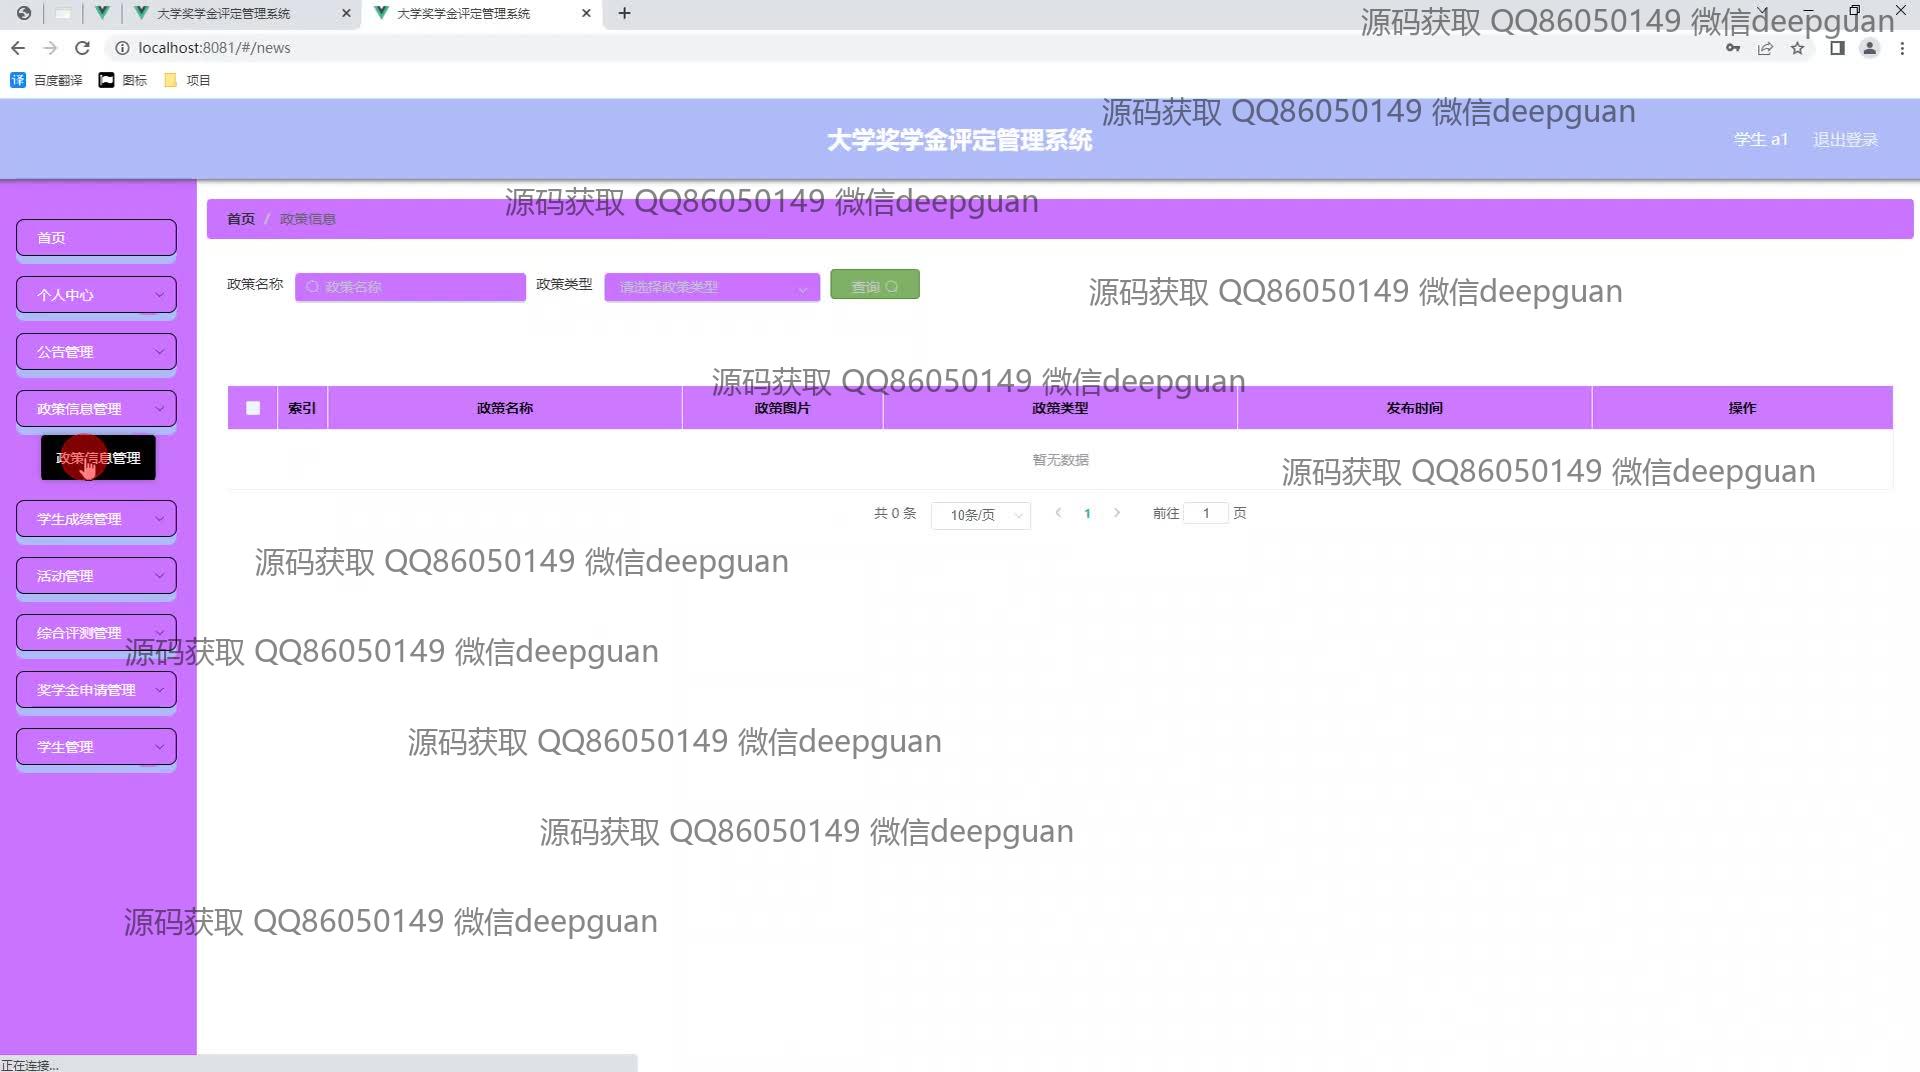 大学奖学金评定管理系统
大学奖学金评定管理系统
源码获取 QQ86050149 微信deepguan
localhost:8081/#/news
百度翻译 图标 项目
源码获取 QQ86050149 微信deepguan
大学奖学金评定管理系统
学生 a1 退出登录
源码获取 QQ86050149 微信deepguan
首页 / 政策信息
首页
政策名称 政策名称 政策类型 请选择政策类型 查询
源码获取 QQ86050149 微信deepguan
个人中心
公告管理
源码获取 QQ86050149 微信deepguan
政策信息管理
索引 政策名称 政策图片 政策类型 发布时间 操作
政策信息管理
暂无数据
源码获取 QQ86050149 微信deepguan
共 0 条 10条/页 1 前往 1 页
学生成绩管理
源码获取 QQ86050149 微信deepguan
活动管理
综合评测管理
源码获取 QQ86050149 微信deepguan
奖学金申请管理
源码获取 QQ86050149 微信deepguan
学生管理
源码获取 QQ86050149 微信deepguan
源码获取 QQ86050149 微信deepguan
正在连接...